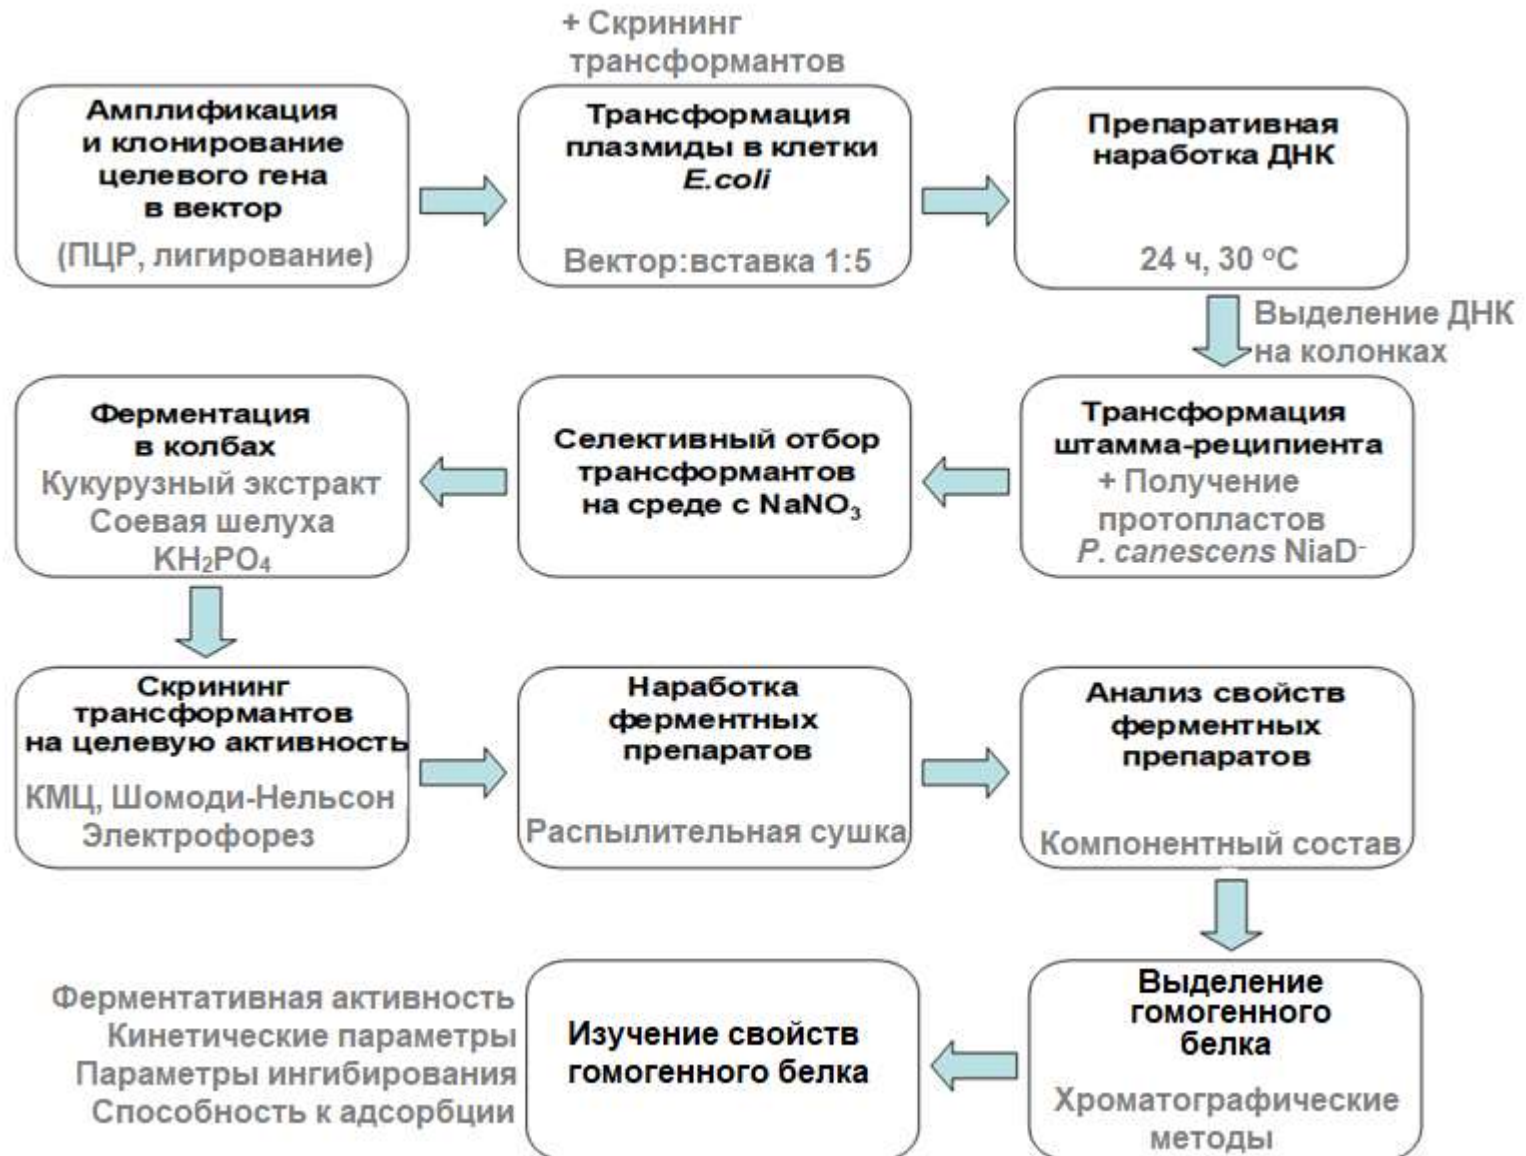 + Скрининг
трансформантов
Амплификация
и клонирование
целевого гена
в вектор
(ПЦР, лигирование)
Трансформация
плазмиды в клетки
E.coli
Вектор:вставка 1:5
Препаративная
наработка ДНК
24 ч, 30 °C
Выделение ДНК
на колонках
Трансформация
штамма-реципиента
+ Получение
протопластов
P. canescens NiaD⁻
Селективный отбор
трансформантов
на среде с NaNO₃
Ферментация
в колбах
Кукурузный экстракт
Соевая шелуха
KH₂PO₄
Скрининг
трансформантов
на целевую активность
КМЦ, Шомоди-Нельсон
Электрофорез
Наработка
ферментных
препаратов
Распылительная сушка
Анализ свойств
ферментных
препаратов
Компонентный состав
Выделение
гомогенного
белка
Хроматографические
методы
Изучение свойств
гомогенного белка
Ферментативная активность
Кинетические параметры
Параметры ингибирования
Способность к адсорбции